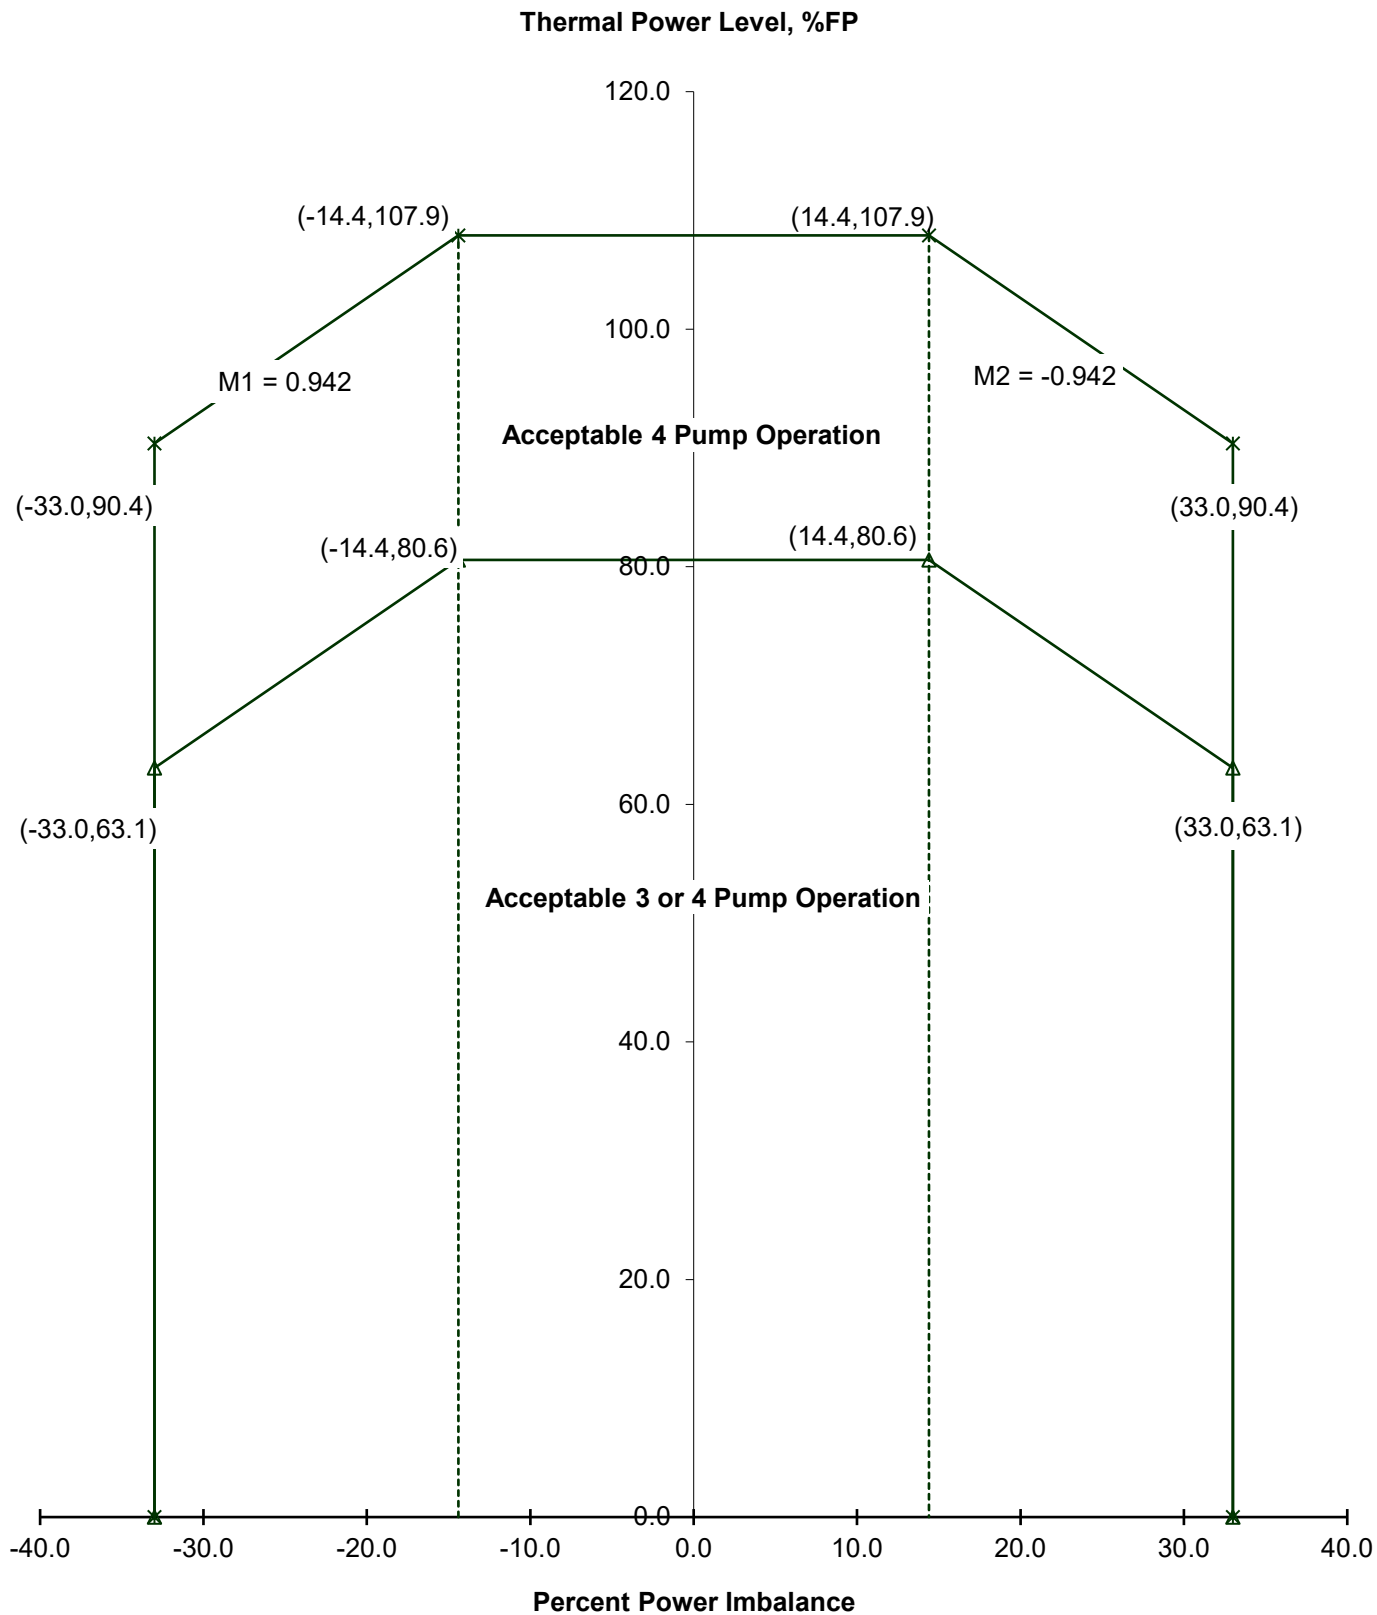 Thermal Power Level, %FP
120.0
(-14.4,107.9)
(14.4,107.9)
100.0
M1 = 0.942
M2 = -0.942
Acceptable 4 Pump Operation
(-33.0,90.4)
(33.0,90.4)
(-14.4,80.6)
(14.4,80.6)
80.0
60.0
(-33.0,63.1)
(33.0,63.1)
Acceptable 3 or 4 Pump Operation
40.0
20.0
0.0
-40.0 -30.0 -20.0 -10.0 0.0 10.0 20.0 30.0 40.0
Percent Power Imbalance